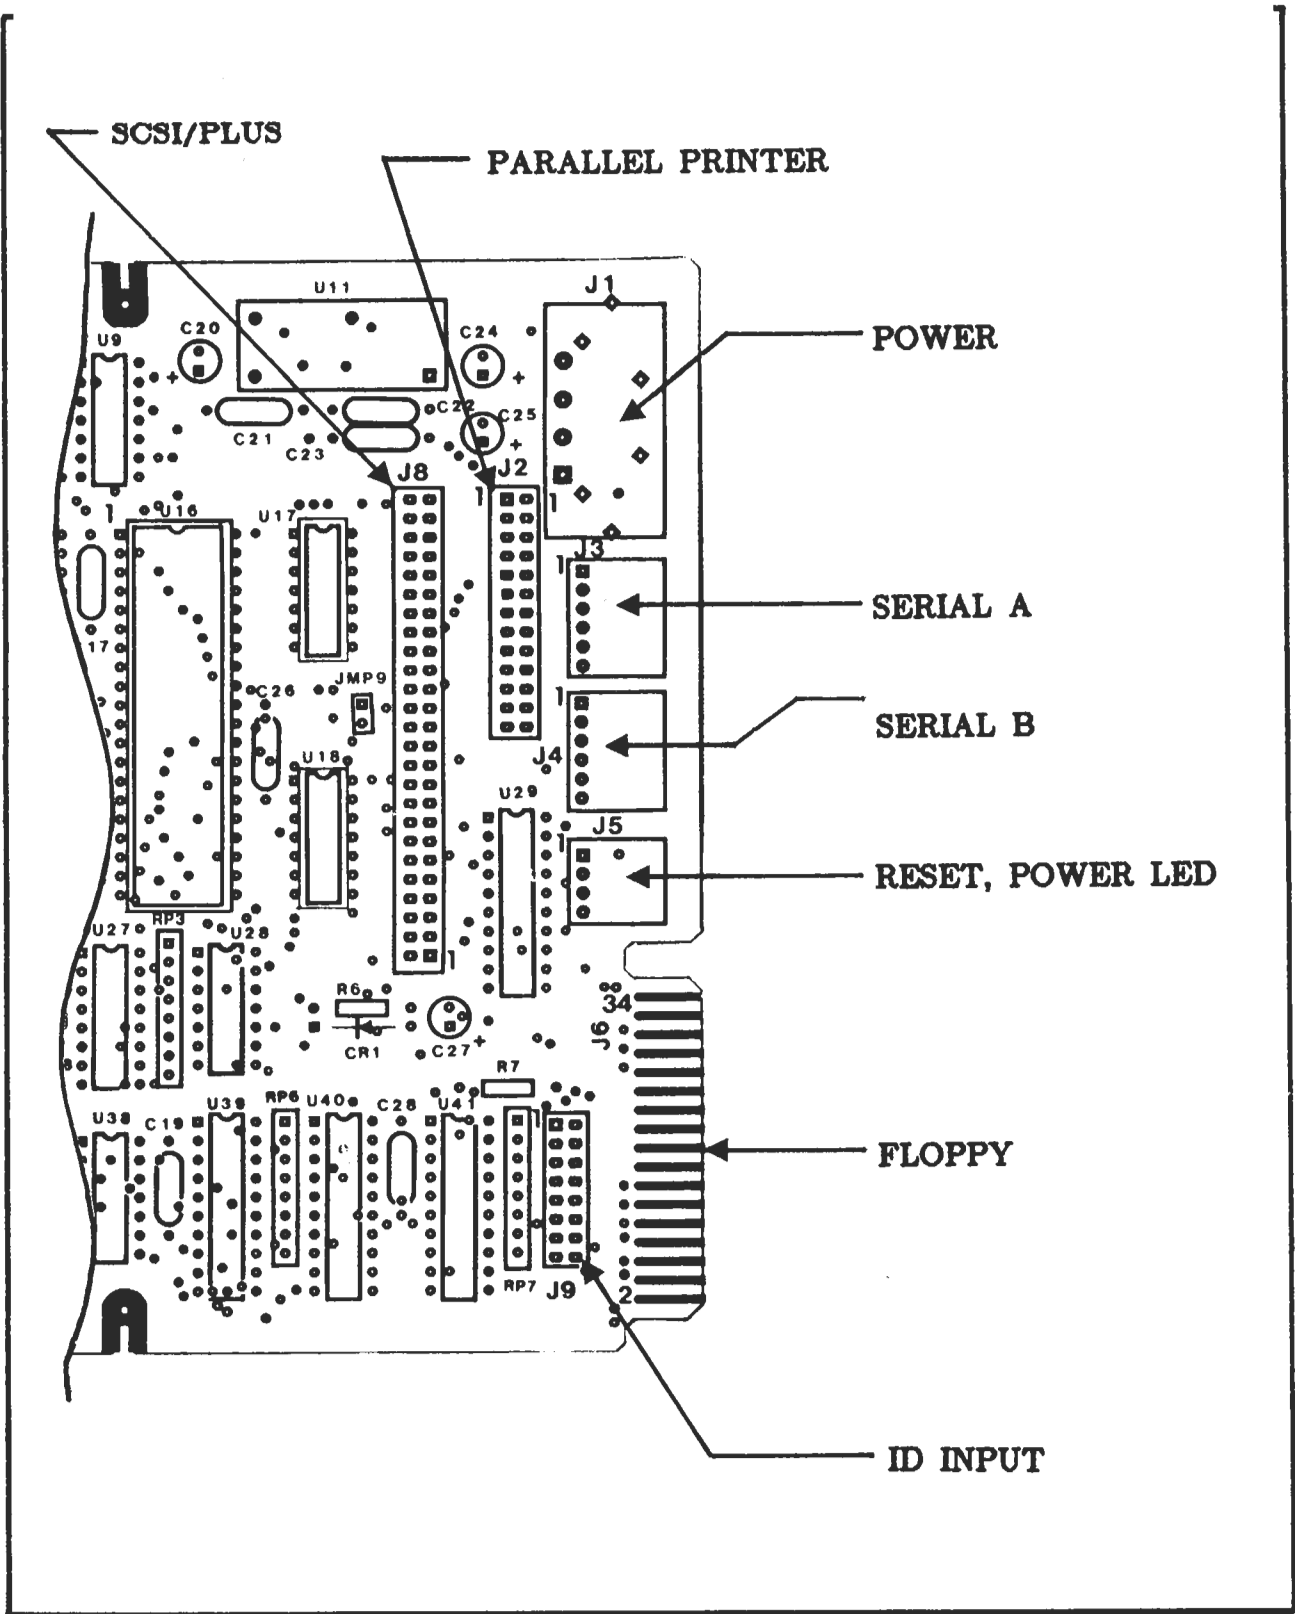 SCSI/PLUS
PARALLEL PRINTER
U11
J1
C20
C24
U9
POWER
C22
C25
C21
C23
J8
J2
1
1
1
U16
U17
J3
1
SERIAL A
17
JMP9
C26
1
SERIAL B
U18
J4
U29
J5
1
RESET, POWER LED
RP3
U27
U28
1
R6
34
J6
CR1
C27
R7
RP6
U38
C19
U39
U40
C28
U41
1
FLOPPY
RP7
J9
2
ID INPUT